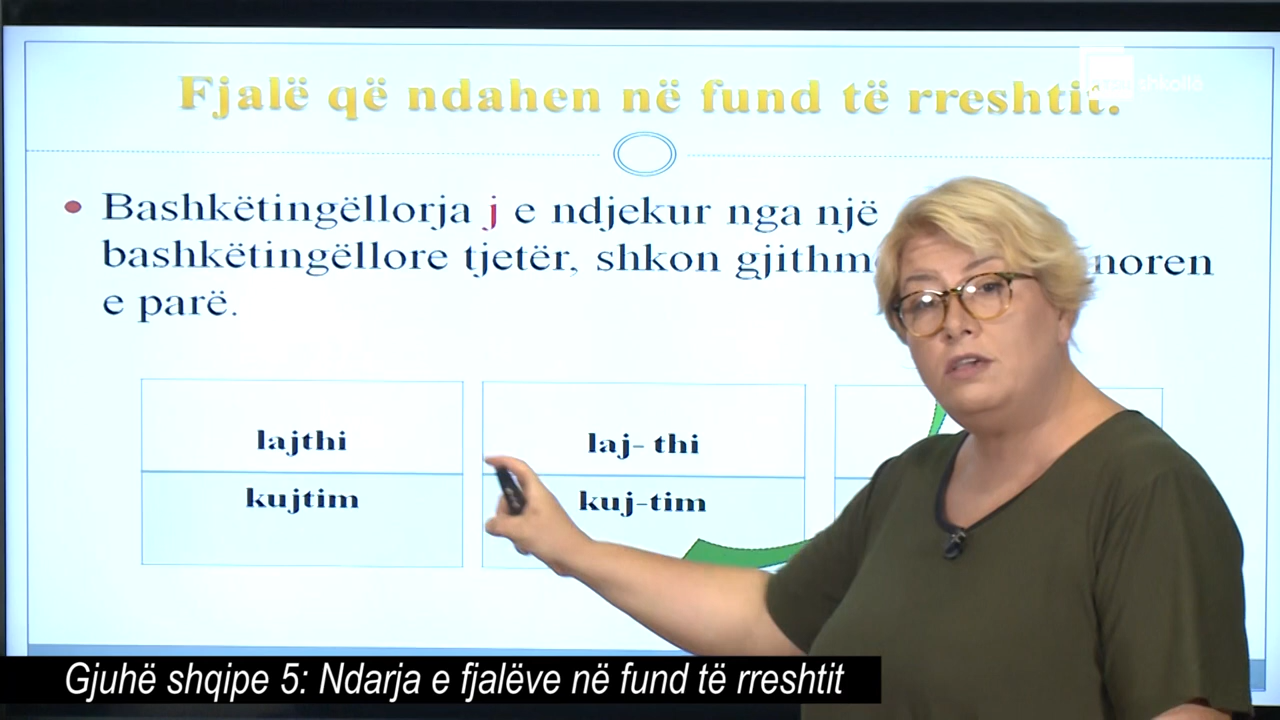 Fjalë që ndahen në fund të rreshtit.
shkollë
Bashkëtingëllorja j e ndjekur nga një
bashkëtingëllore tjetër, shkon noren
e parë.
lajthi
laj- thi
kujtim
kuj-tim
Gjuhë shqipe 5: Ndarja e fjalëve në fund të rreshtit